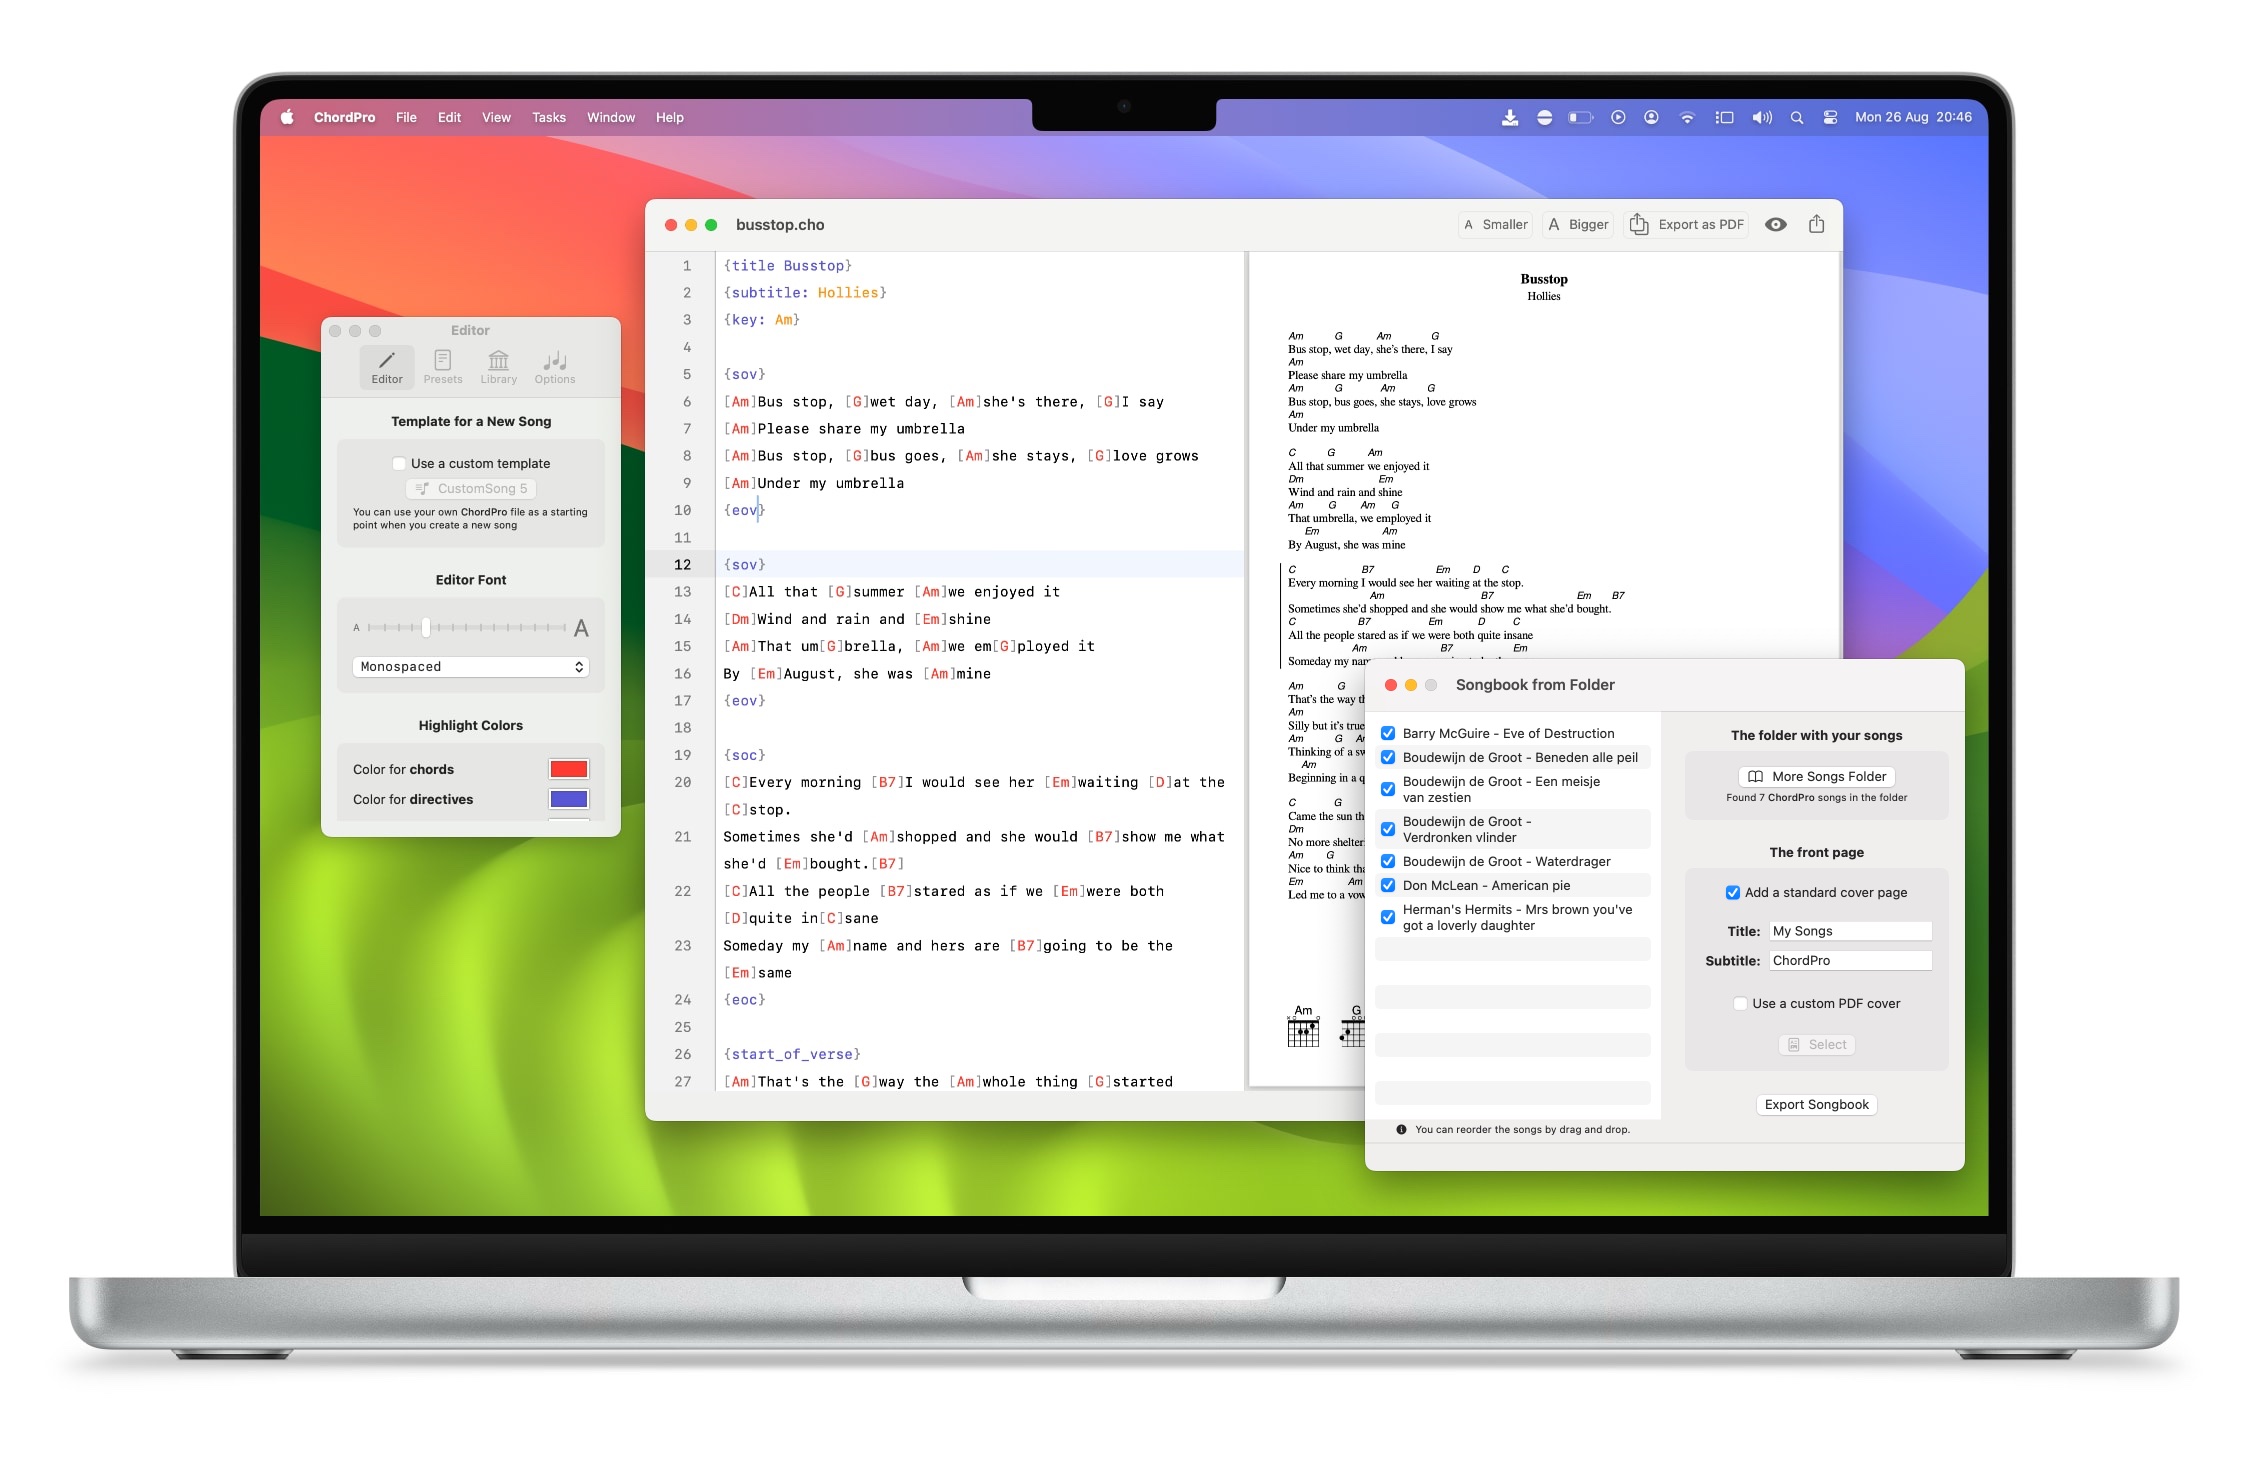 ChordPro File Edit View Tasks Window Help
Mon 26 Aug 20:46
Editor
Editor Presets Library Options
Template for a New Song
Use a custom template
CustomSong 5
You can use your own ChordPro file as a starting
point when you create a new song
Editor Font
A A
Monospaced
Highlight Colors
Color for chords
Color for directives
busstop.cho
A Smaller A Bigger Export as PDF
1 {title Busstop}
2 {subtitle: Hollies}
3 {key: Am}
4
5 {sov}
6 [Am]Bus stop, [G]wet day, [Am]she's there, [G]I say
7 [Am]Please share my umbrella
8 [Am]Bus stop, [G]bus goes, [Am]she stays, [G]love grows
9 [Am]Under my umbrella
10 {eov}
11
12 {sov}
13 [C]All that [G]summer [Am]we enjoyed it
14 [Dm]Wind and rain and [Em]shine
15 [Am]That um[G]brella, [Am]we em[G]ployed it
16 By [Em]August, she was [Am]mine
17 {eov}
18
19 {soc}
20 [C]Every morning [B7]I would see her [Em]waiting [D]at the
[C]stop.
21 Sometimes she'd [Am]shopped and she would [B7]show me what
she'd [Em]bought.[B7]
22 [C]All the people [B7]stared as if we [Em]were both
[D]quite in[C]sane
23 Someday my [Am]name and hers are [B7]going to be the
[Em]same
24 {eoc}
25
26 {start_of_verse}
27 [Am]That's the [G]way the [Am]whole thing [G]started
Busstop
Hollies
Am G Am G
Bus stop, wet day, she's there, I say
Am
Please share my umbrella
Am G Am G
Bus stop, bus goes, she stays, love grows
Am
Under my umbrella
C G Am
All that summer we enjoyed it
Dm Em
Wind and rain and shine
Am G Am G
That umbrella, we employed it
Em Am
By August, she was mine
C B7 Em D C
Every morning I would see her waiting at the stop.
Am B7 Em B7
Sometimes she'd shopped and she would show me what she'd bought.
C B7 Em D C
All the people stared as if we were both quite insane
Am B7 Em
Someday my
Am G
That's the way
Am
Silly but it's true
Am G
Thinking of a
Am
Beginning in a
C G
Came the sun
Dm
No more shelter
Am G
Nice to think
Em Am
Led me to a
Am G
Songbook from Folder
Barry McGuire - Eve of Destruction
Boudewijn de Groot - Beneden alle peil
Boudewijn de Groot - Een meisje
van zestien
Boudewijn de Groot -
Verdronken vlinder
Boudewijn de Groot - Waterdrager
Don McLean - American pie
Herman's Hermits - Mrs brown you've
got a loverly daughter
You can reorder the songs by drag and drop.
The folder with your songs
More Songs Folder
Found 7 ChordPro songs in the folder
The front page
Add a standard cover page
Title: My Songs
Subtitle: ChordPro
Use a custom PDF cover
Select
Export Songbook